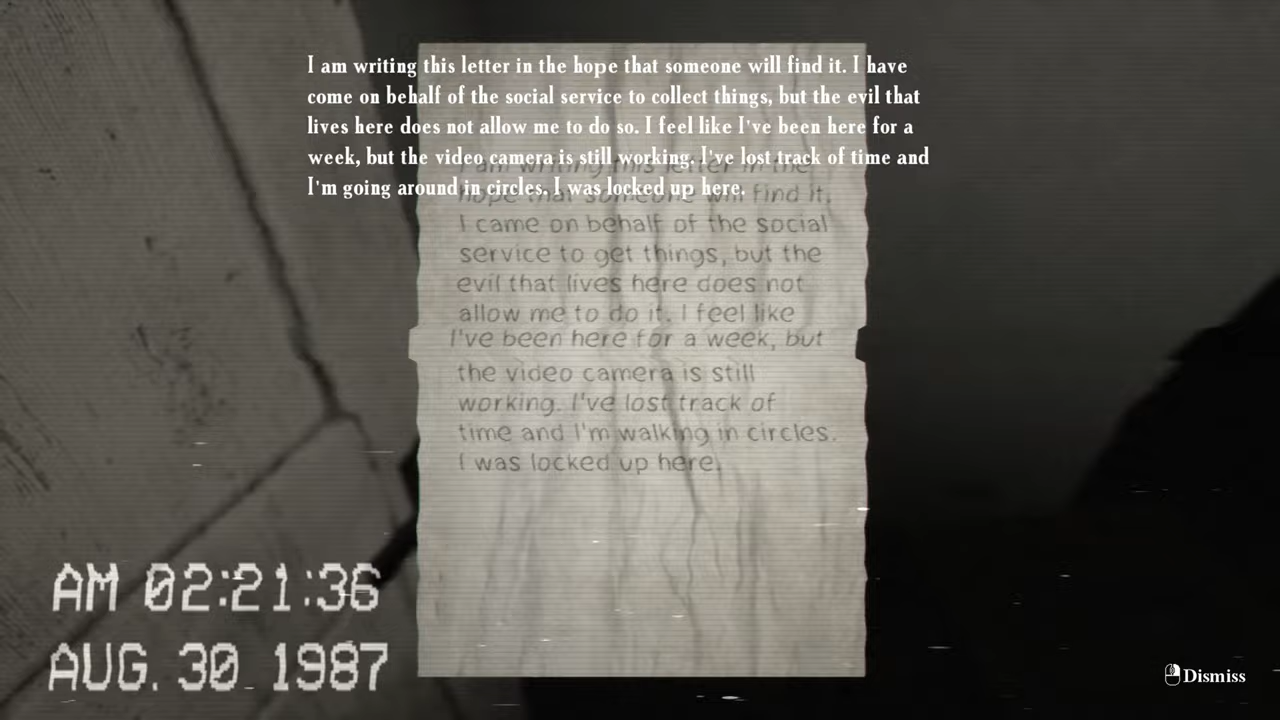 I am writing this letter in the hope that someone will find it. I have
come on behalf of the social service to collect things, but the evil that
lives here does not allow me to do so. I feel like I've been here for a
week, but the video camera is still working. I've lost track of time and
I'm going around in circles. I was locked up here.
I am writing this letter in the
hope that someone will find it.
I came on behalf of the social
service to get things, but the
evil that lives here does not
allow me to do it. I feel like
I've been here for a week, but
the video camera is still
working. I've lost track of
time and I'm walking in circles.
I was locked up here.
AM 02:21:36
AUG. 30 1987
Dismiss